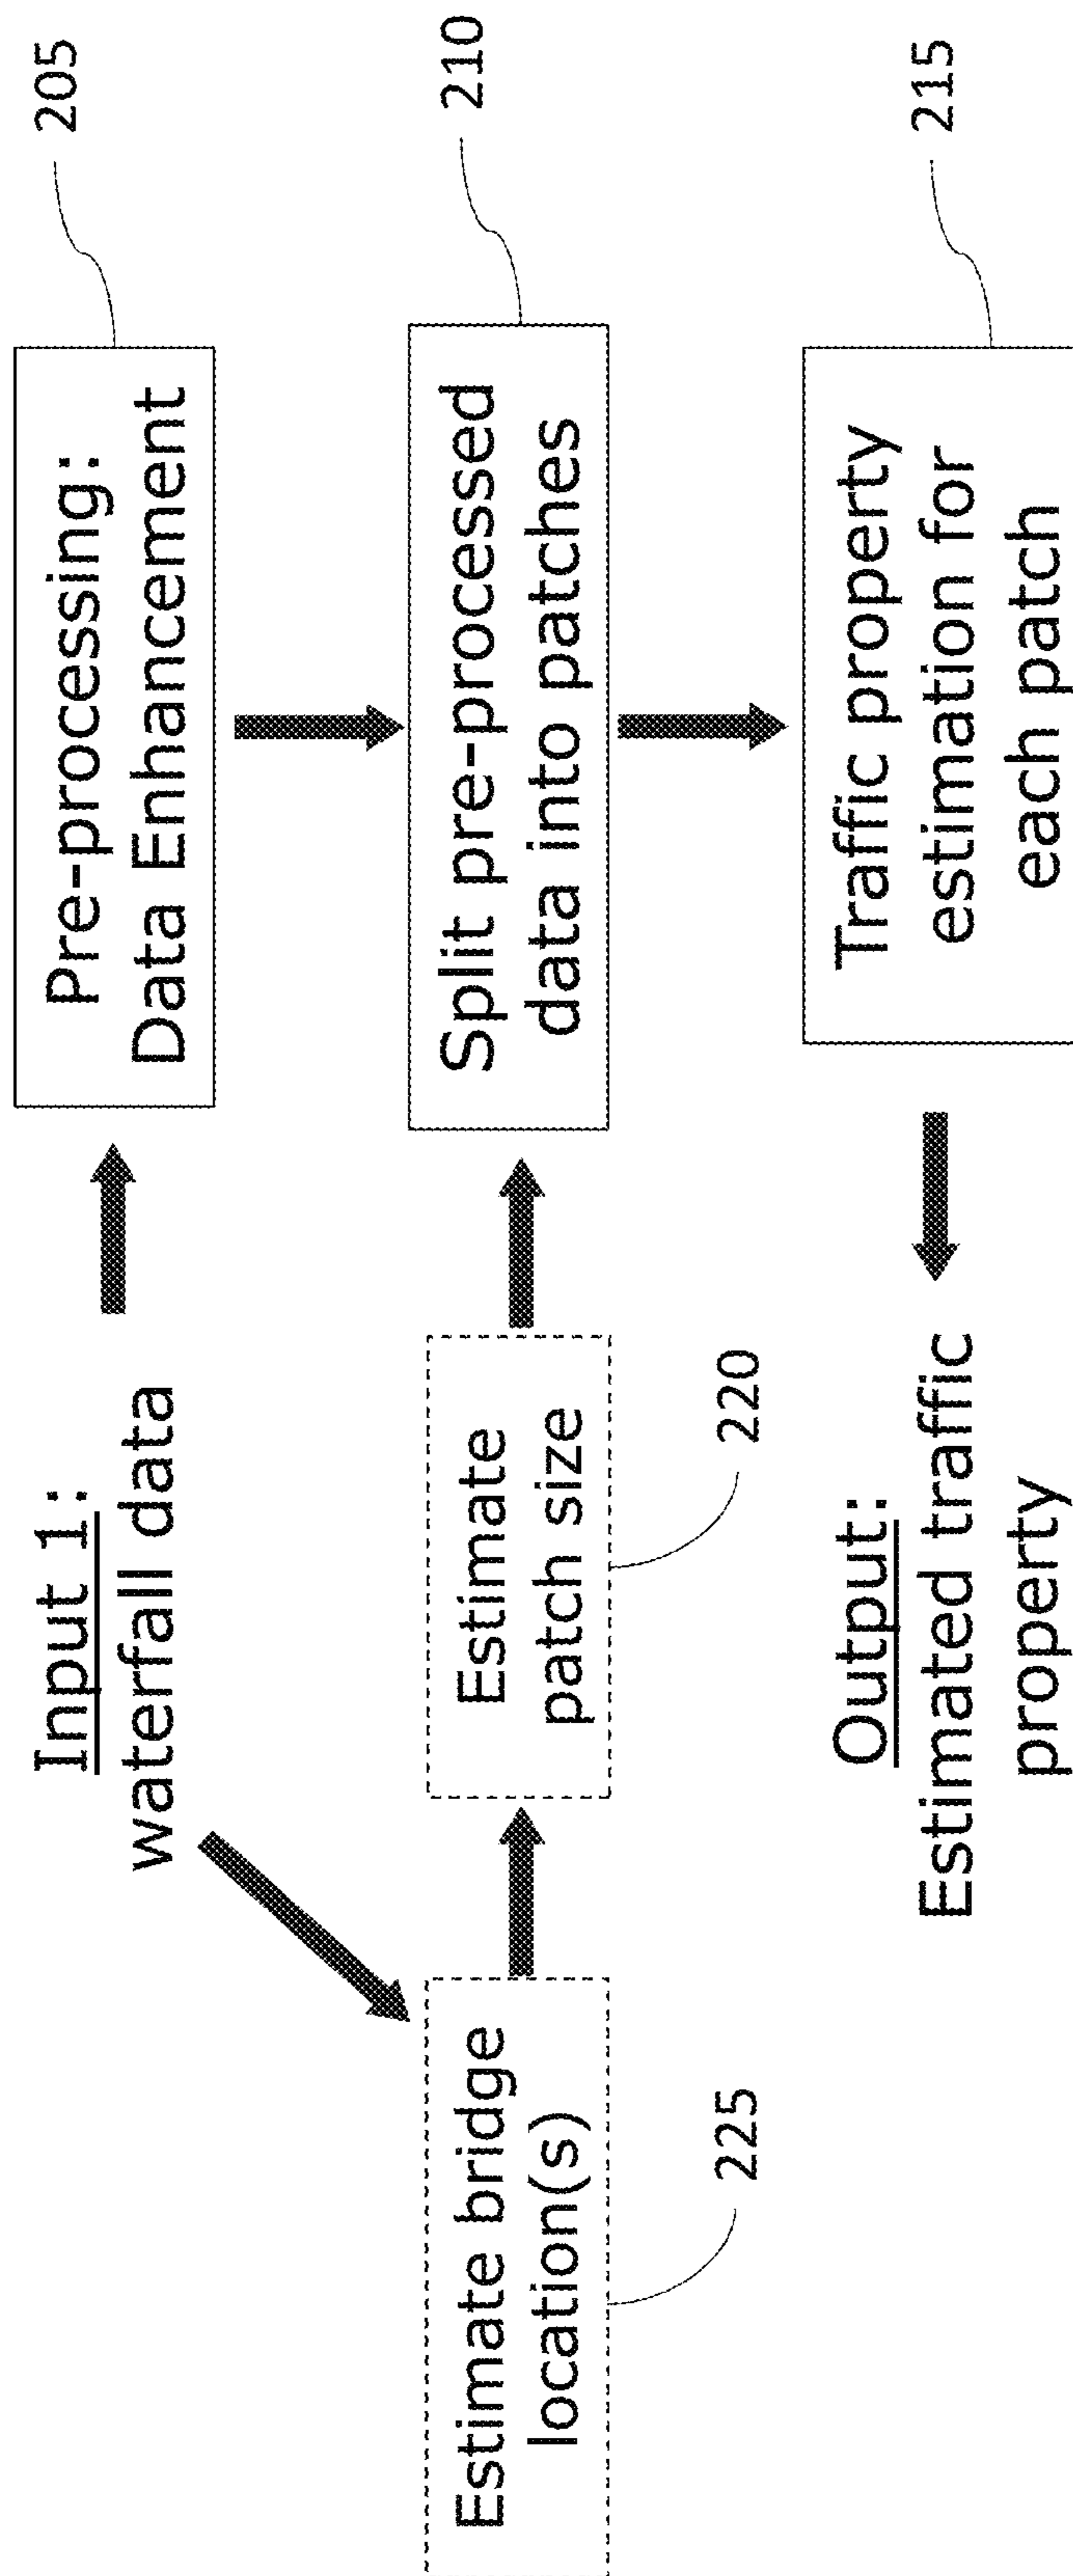 Input 1:
waterfall data
Pre-processing:
Data Enhancement
205
Estimate bridge
location(s)
225
Estimate
patch size
220
Split pre-processed
data into patches
210
Output:
Estimated traffic
property
Traffic property
estimation for
each patch
215